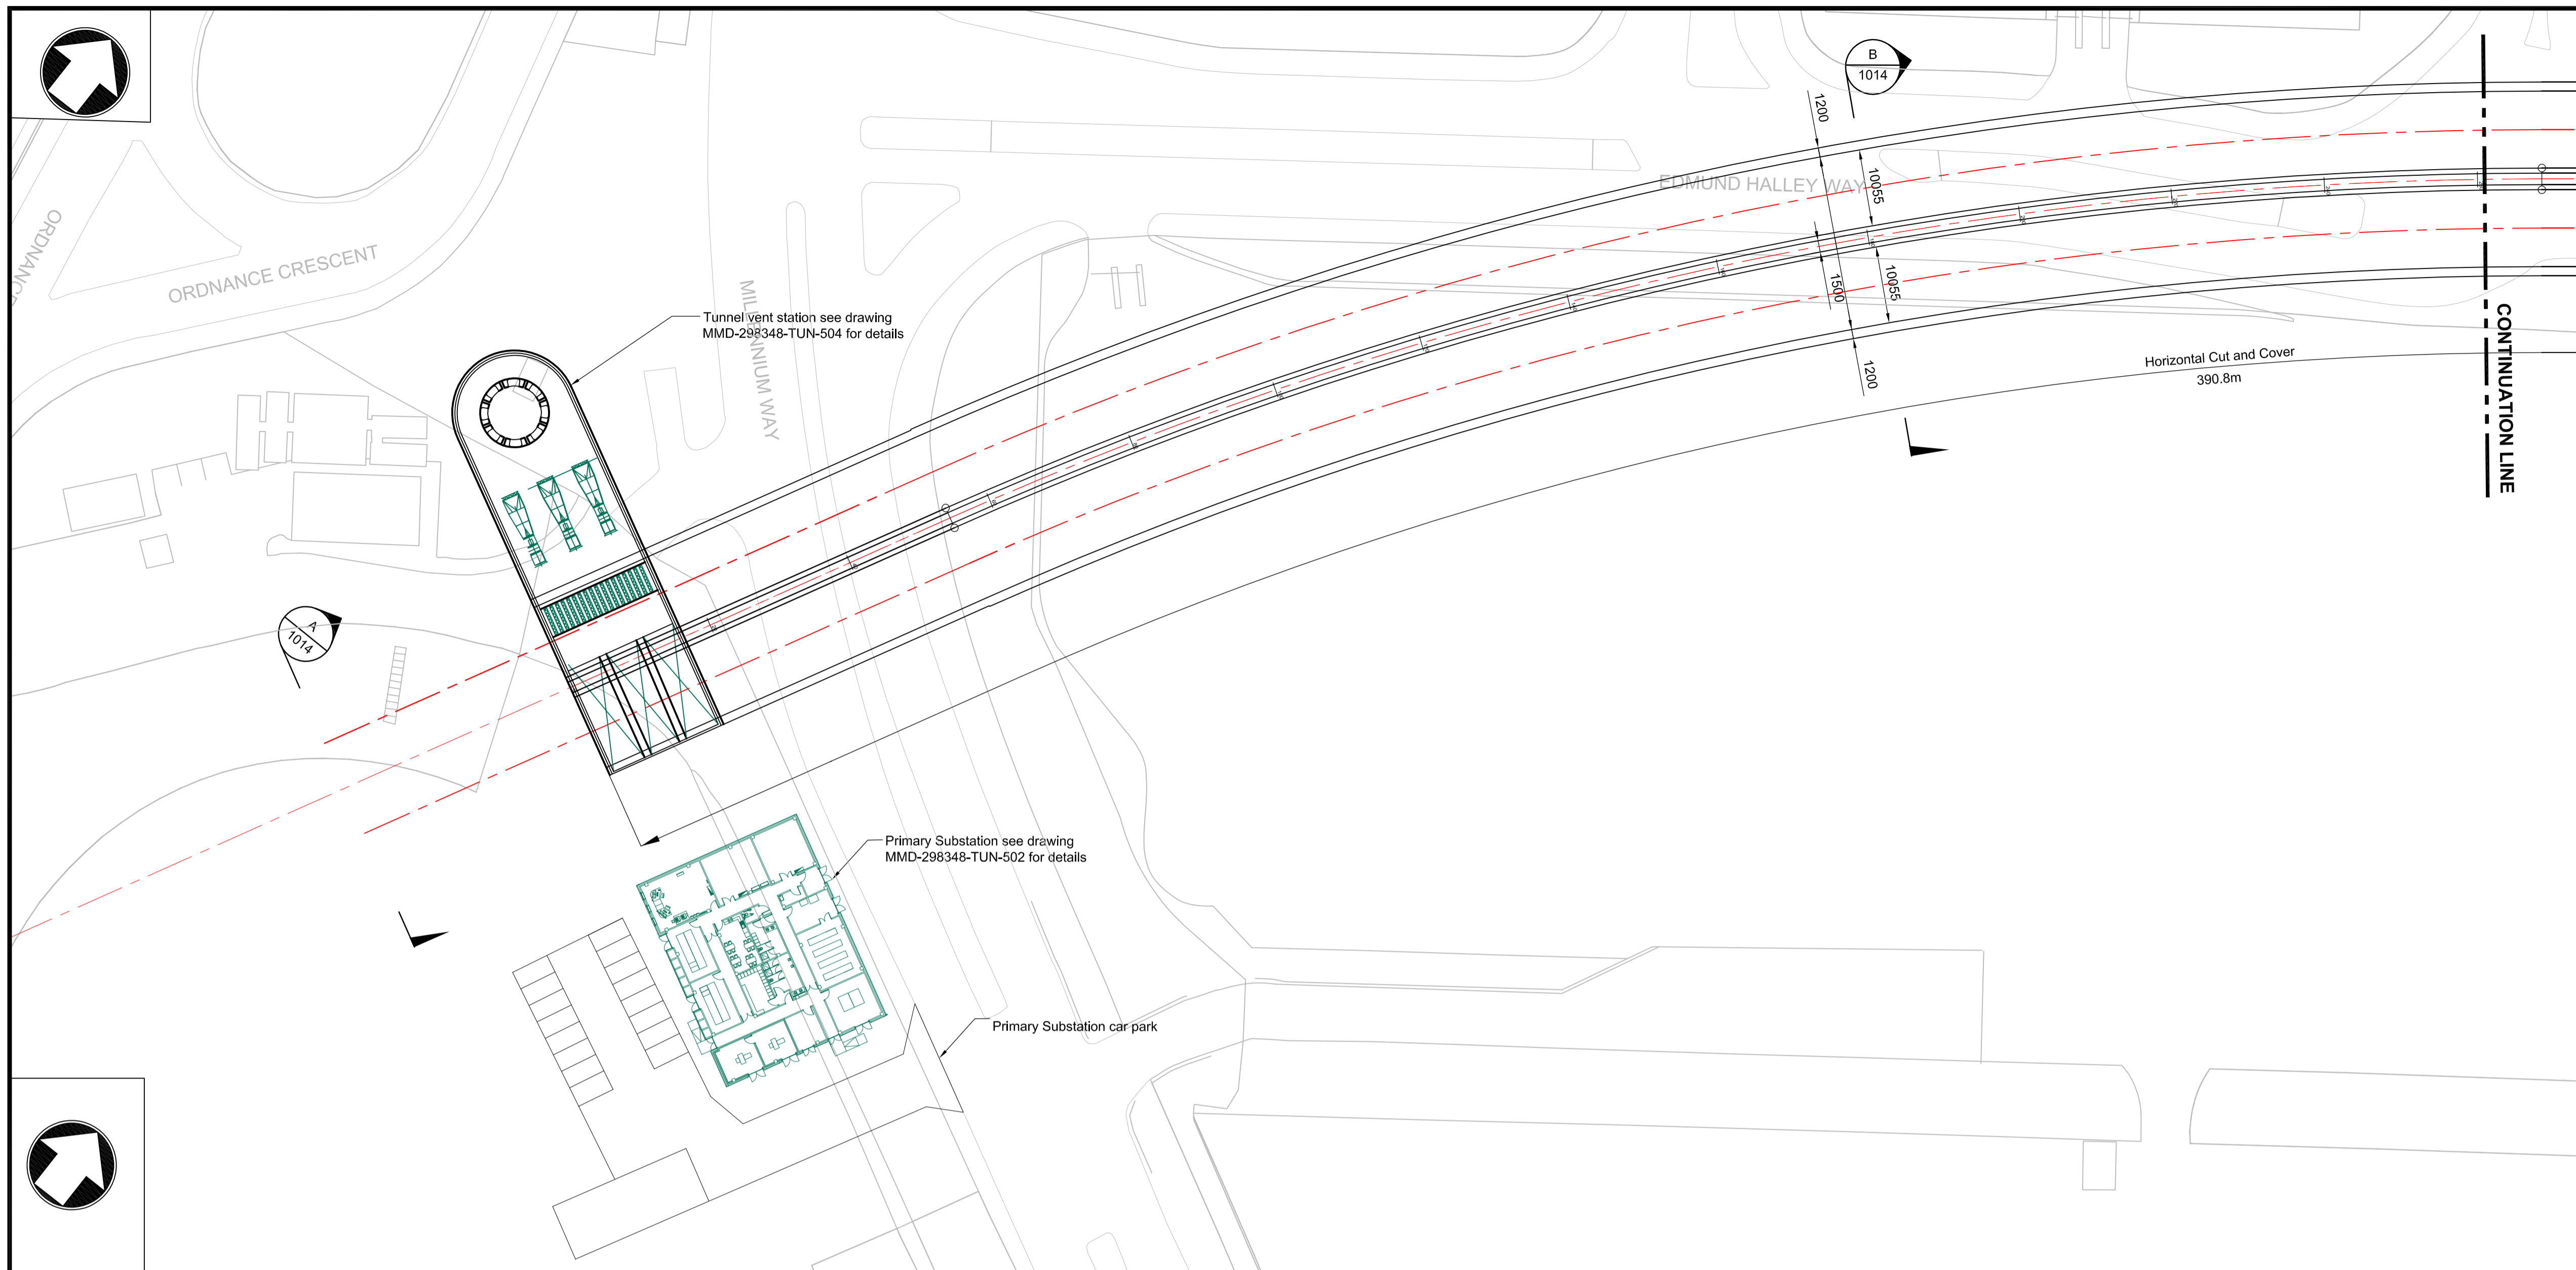 B
1014
1200
EDMUND HALLEY WAY
10055
10055
1500
1200
ORDNANCE
ORDNANCE CRESCENT
MILLENNIUM WAY
Tunnel vent station see drawing
MMD-298348-TUN-504 for details
Horizontal Cut and Cover
390.8m
CONTINUATION LINE
A
1014
Primary Substation see drawing
MMD-298348-TUN-502 for details
Primary Substation car park